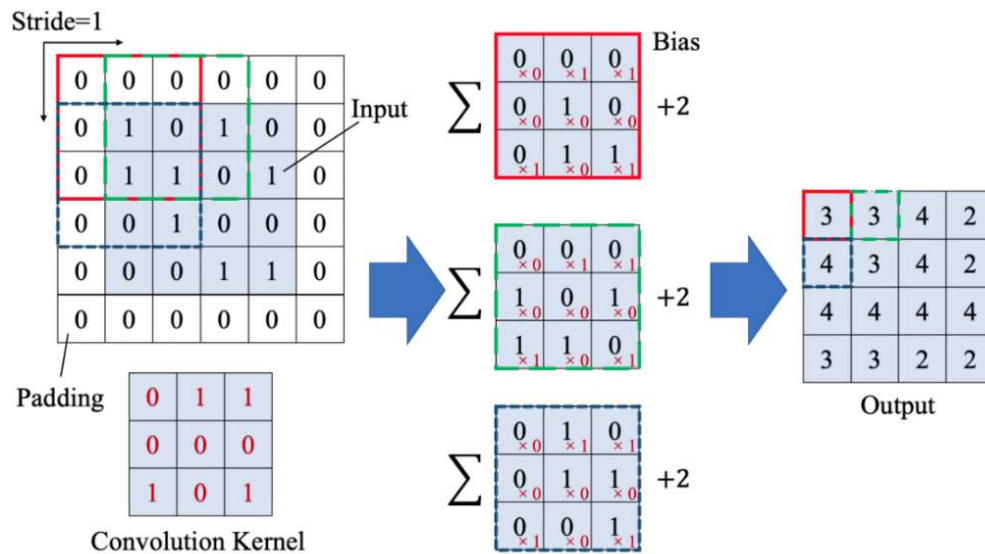 Stride=1
0 0 0 0 0 0
0 1 0 1 0 0
0 1 1 0 1 0
0 0 1 0 0 0
0 0 0 1 1 0
0 0 0 0 0 0
Input
Padding
0 1 1
0 0 0
1 0 1
Convolution Kernel
Bias
∑
0×0 0×1 0×1
0×0 1×0 0×0
0×1 1×0 1×1
+2
∑
0×0 0×1 0×1
1×0 0×0 1×0
1×1 1×0 0×1
+2
∑
0×0 1×1 0×1
0×0 1×0 1×0
0×1 0×0 1×1
+2
3 3 4 2
4 3 4 2
4 4 4 4
3 3 2 2
Output